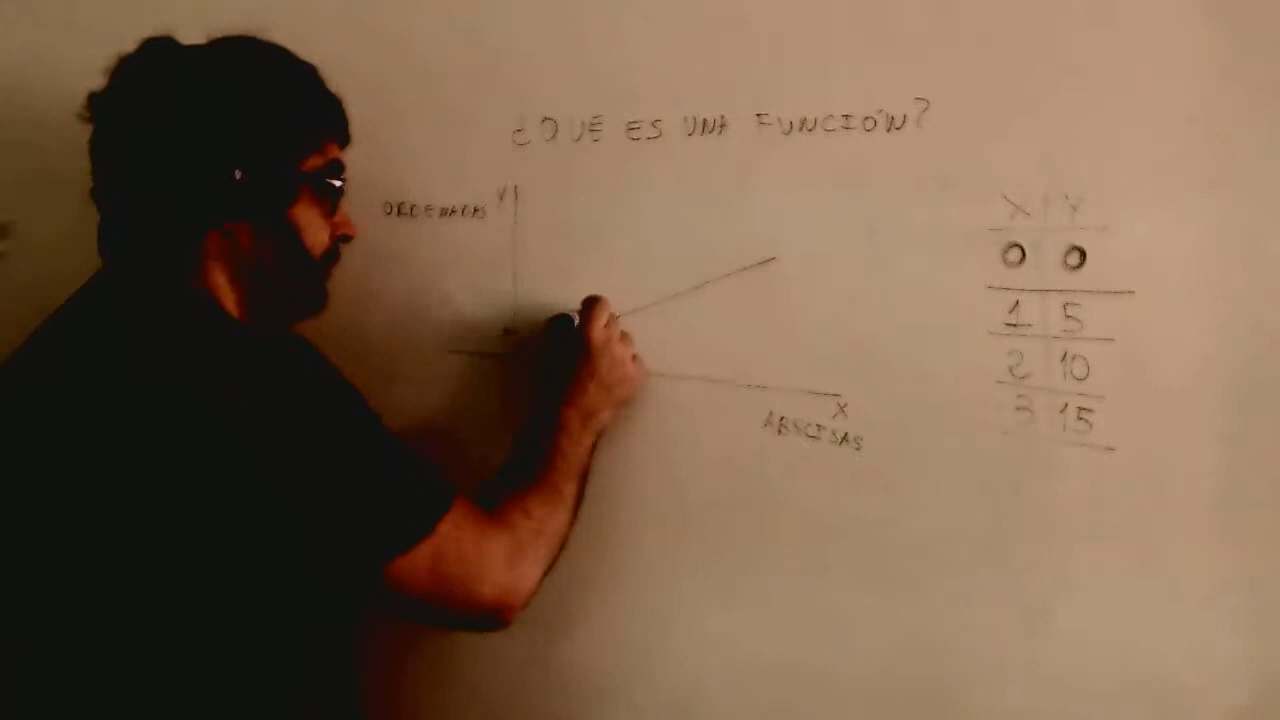 ¿QUE ES UNA FUNCIÓN?
ORDENADAS Y
X Y
0 0
1 5
2 10
3 15
X
ABSCISAS